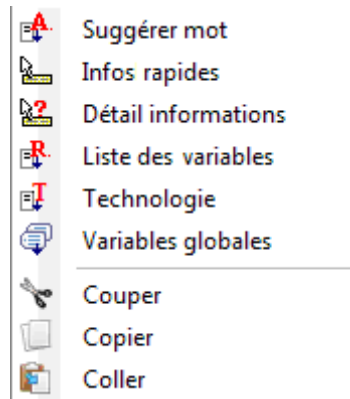 Suggérer mot
Infos rapides
Détail informations
Liste des variables
Technologie
Variables globales
Couper
Copier
Coller